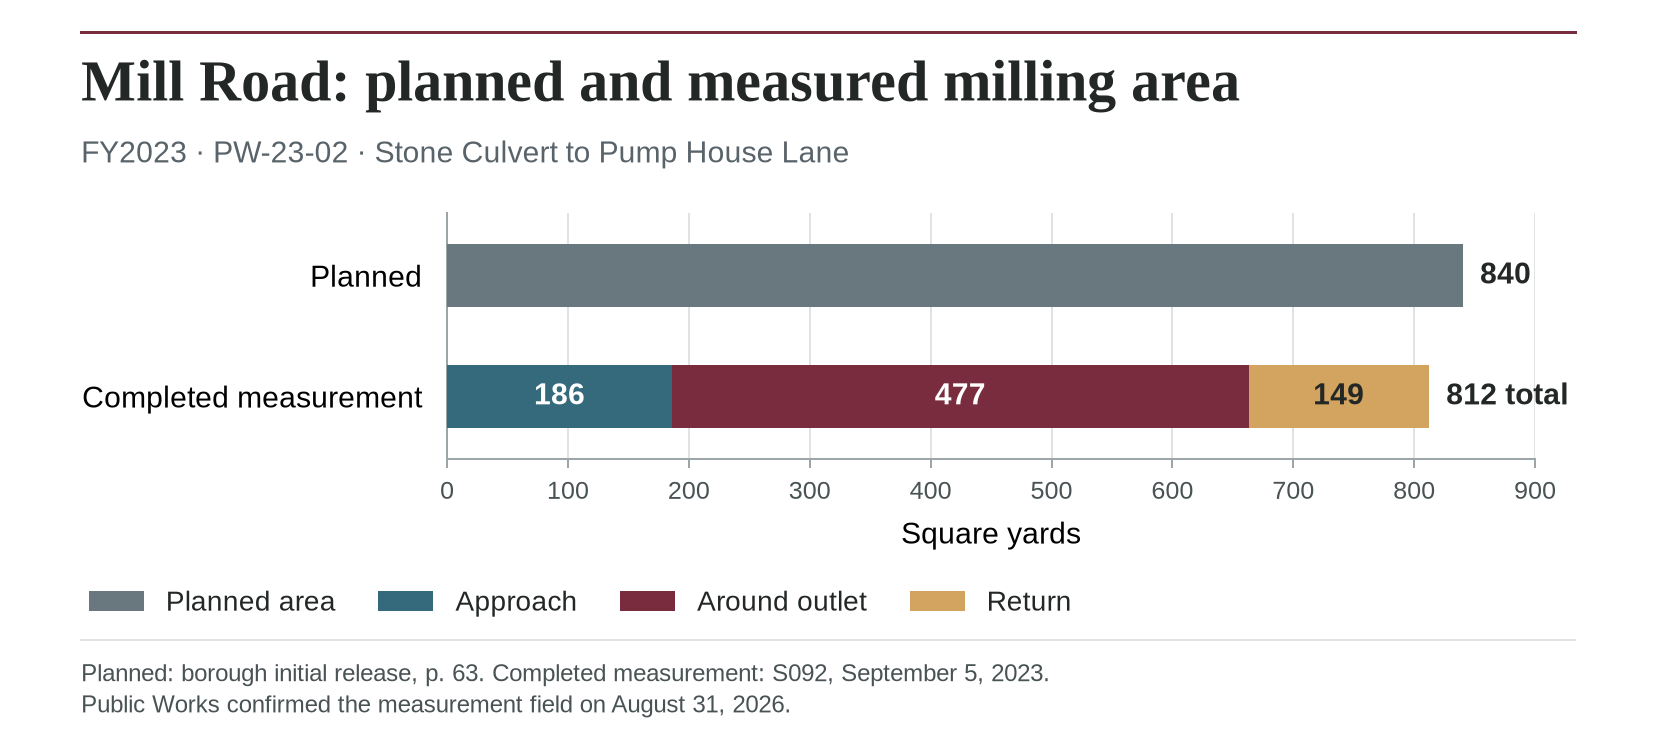 Mill Road: planned and measured milling area
FY2023 · PW-23-02 · Stone Culvert to Pump House Lane
Planned
840
Completed measurement
186
477
149
812 total
0 100 200 300 400 500 600 700 800 900
Square yards
Planned area Approach Around outlet Return
Planned: borough initial release, p. 63. Completed measurement: S092, September 5, 2023.
Public Works confirmed the measurement field on August 31, 2026.